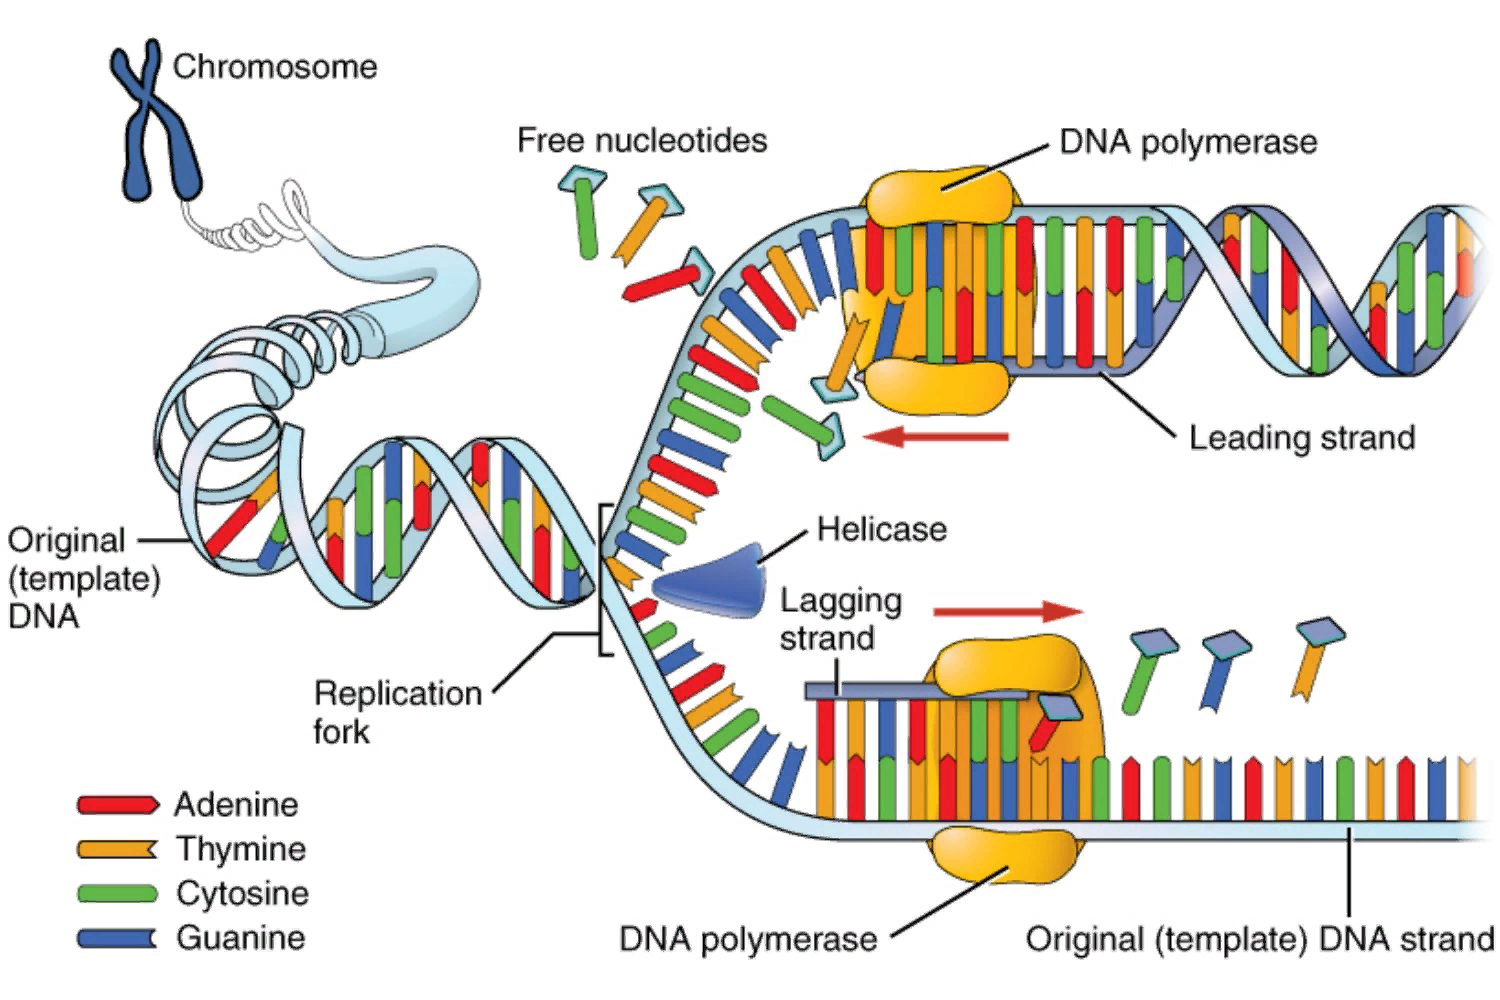 Chromosome
Free nucleotides
DNA polymerase
Leading strand
Helicase
Original
(template)
DNA
Lagging
strand
Replication
fork
Adenine
Thymine
Cytosine
Guanine
DNA polymerase
Original (template) DNA strand